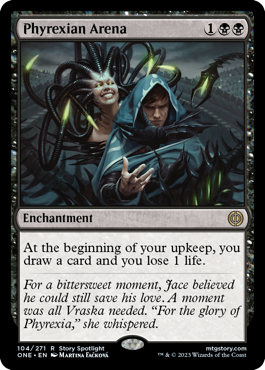 Phyrexian Arena 1
Enchantment
At the beginning of your upkeep, you
draw a card and you lose 1 life.
For a bittersweet moment, Jace believed
he could still save his love. A moment
was all Vraska needed. “For the glory of
Phyrexia,” she whispered.
104/271 R Story Spotlight mtgstory.com
ONE • EN Martina Fačková ™ & © 2023 Wizards of the Coast